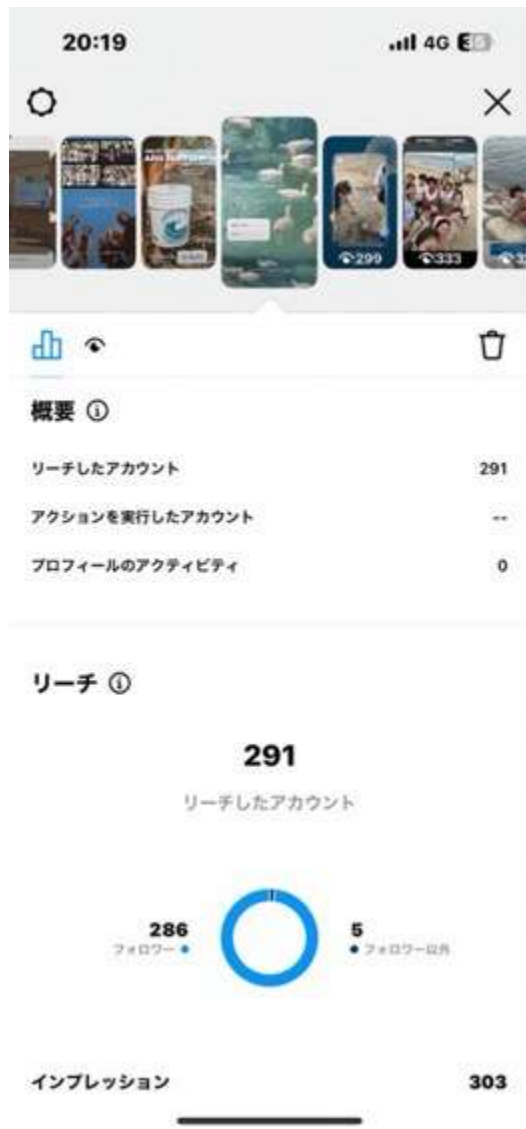 20:19
4G 36
299
333
概要
リーチしたアカウント 291
アクションを実行したアカウント --
プロフィールのアクティビティ 0
リーチ
291
リーチしたアカウント
286
フォロワー
5
フォロワー以外
インプレッション 303